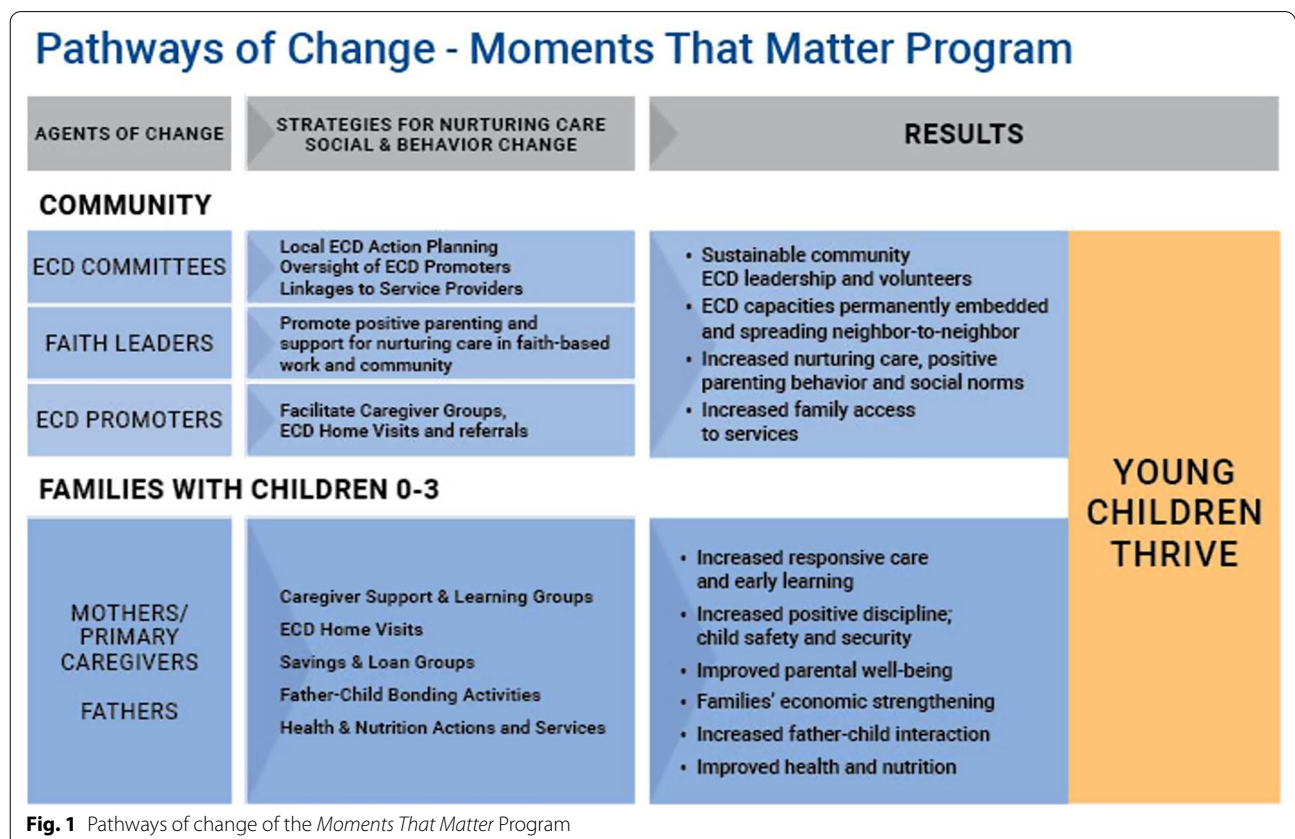 Pathways of Change - Moments That Matter Program
AGENTS OF CHANGE
STRATEGIES FOR NURTURING CARE
SOCIAL & BEHAVIOR CHANGE
RESULTS
COMMUNITY
ECD COMMITTEES
Local ECD Action Planning
Oversight of ECD Promoters
Linkages to Service Providers
FAITH LEADERS
Promote positive parenting and
support for nurturing care in faith-based
work and community
ECD PROMOTERS
Facilitate Caregiver Groups,
ECD Home Visits and referrals
• Sustainable community
ECD leadership and volunteers
• ECD capacities permanently embedded
and spreading neighbor-to-neighbor
• Increased nurturing care, positive
parenting behavior and social norms
• Increased family access
to services
FAMILIES WITH CHILDREN 0-3
MOTHERS/
PRIMARY
CAREGIVERS
FATHERS
Caregiver Support & Learning Groups
ECD Home Visits
Savings & Loan Groups
Father-Child Bonding Activities
Health & Nutrition Actions and Services
• Increased responsive care
and early learning
• Increased positive discipline;
child safety and security
• Improved parental well-being
• Families' economic strengthening
• Increased father-child interaction
• Improved health and nutrition
YOUNG
CHILDREN
THRIVE
Fig. 1 Pathways of change of the Moments That Matter Program